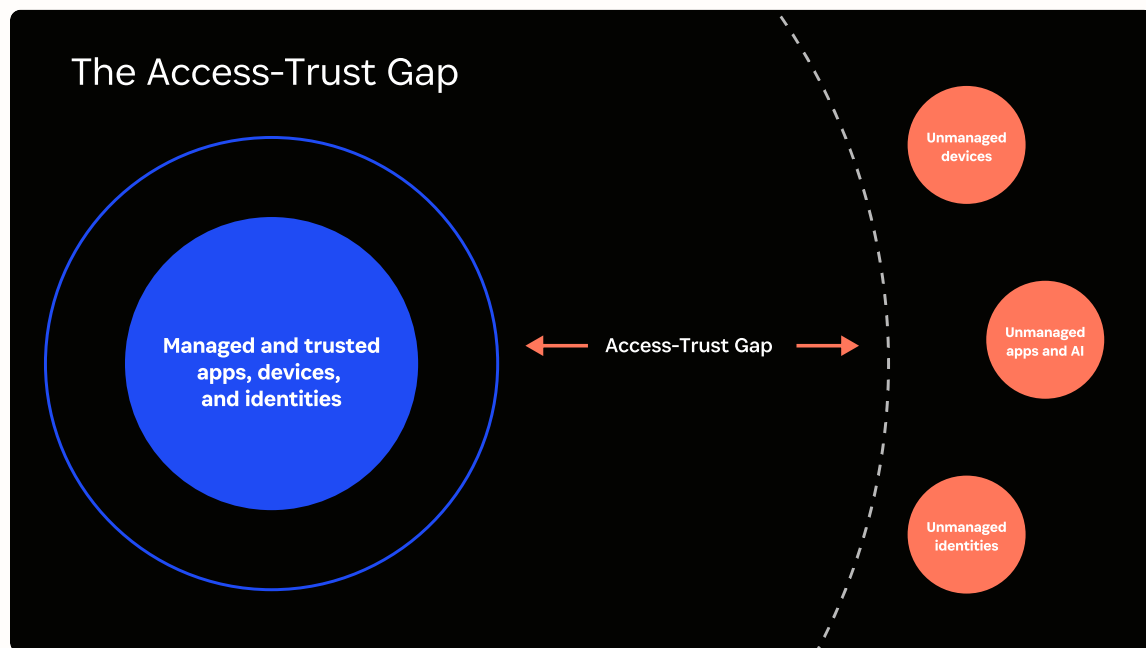 The Access-Trust Gap
Unmanaged
devices
Managed and trusted
apps, devices,
and identities
Access-Trust Gap
Unmanaged
apps and AI
Unmanaged
identities